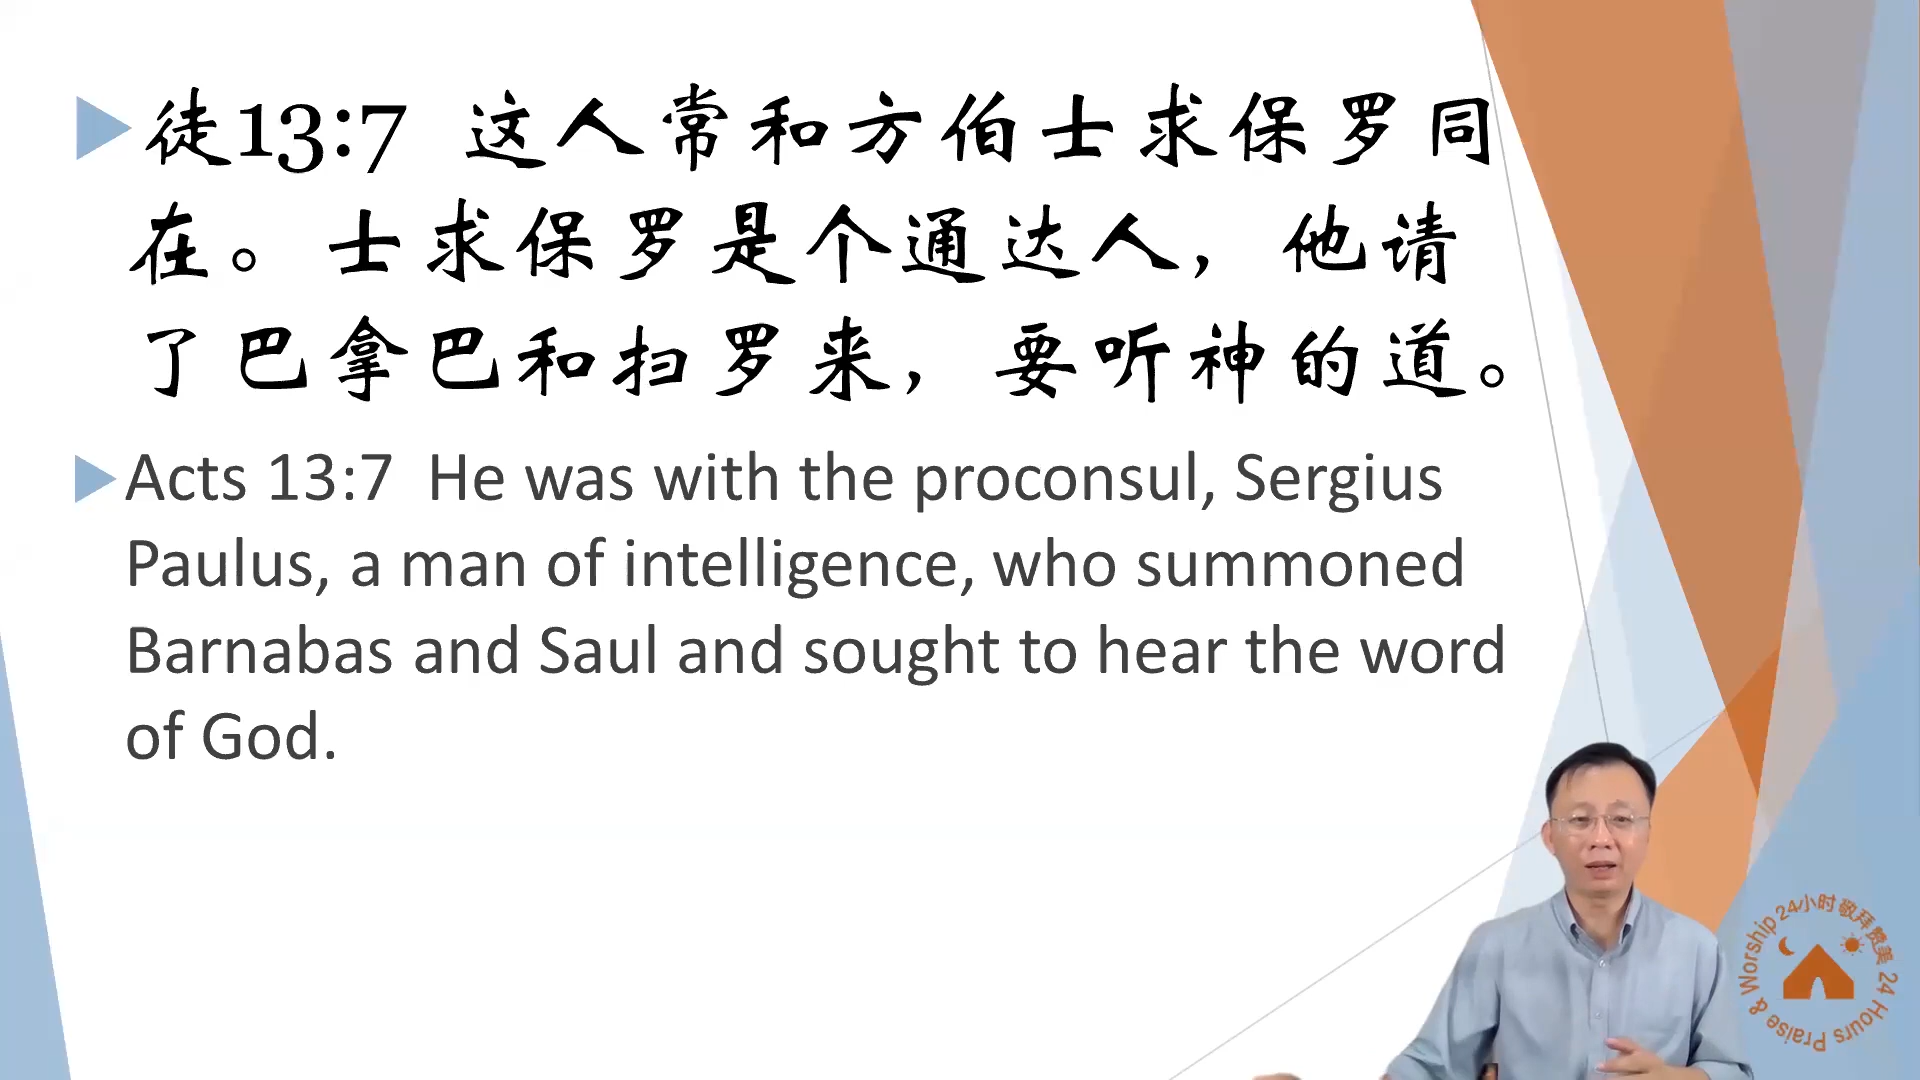 徒13:7 这人常和方伯士求保罗同
在。士求保罗是个通达人，他请
了巴拿巴和扫罗来，要听神的道。
Acts 13:7 He was with the proconsul, Sergius
Paulus, a man of intelligence, who summoned
Barnabas and Saul and sought to hear the word
of God.
24小时敬拜赞美 24 Hours Praise & Worship